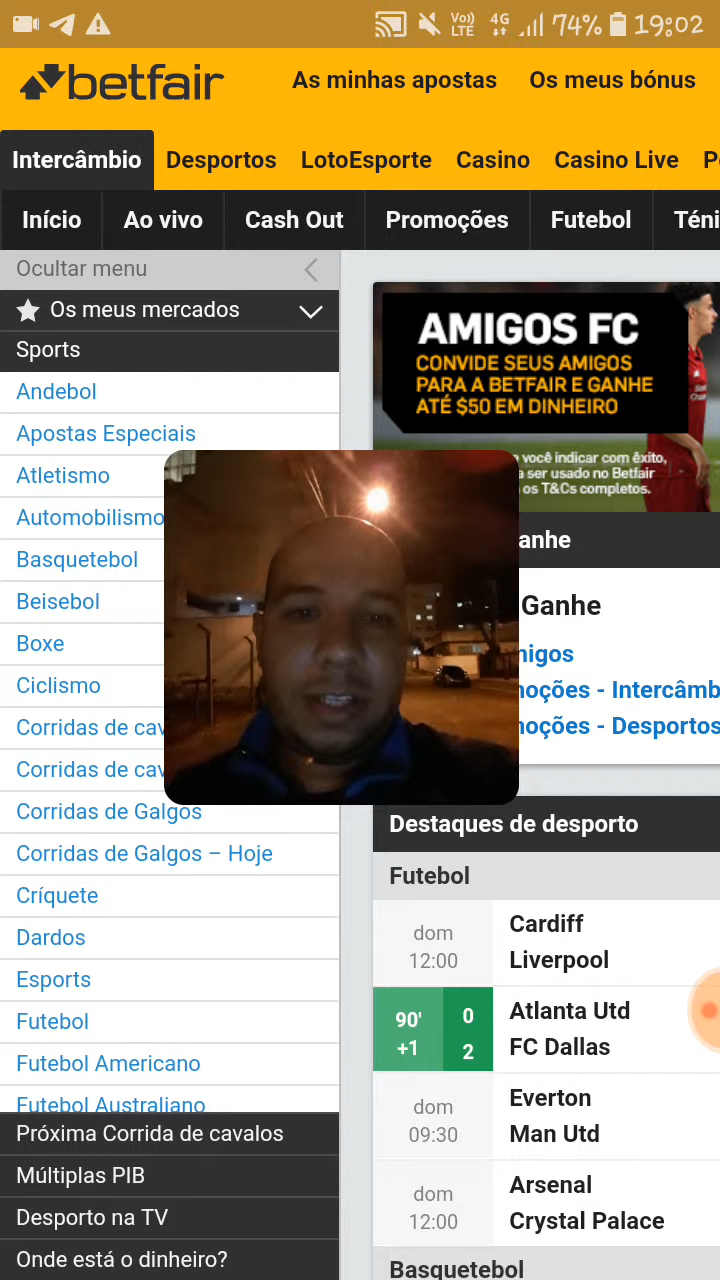 Vo)) LTE 4G 74% 19:02
betfair As minhas apostas Os meus bónus
Intercâmbio Desportos LotoEsporte Casino Casino Live
Início Ao vivo Cash Out Promoções Futebol
Ocultar menu
Os meus mercados
Sports
Andebol
Apostas Especiais
Atletismo
Automobilismo
Basquetebol
Beisebol
Boxe
Ciclismo
Corridas de
Corridas de
Corridas de Galgos
Corridas de Galgos – Hoje
Críquete
Dardos
Esports
Futebol
Futebol Americano
Futebol Australiano
Próxima Corrida de cavalos
Múltiplas PIB
Desporto na TV
Onde está o dinheiro?
AMIGOS FC
CONVIDE SEUS AMIGOS
PARA A BETFAIR E GANHE
ATÉ $50 EM DINHEIRO
você indicar com êxito,
a ser usado no Betfair
os T&Cs completos.
anhe
Ganhe
migos
moções - Intercâmb
moções - Desportos
Destaques de desporto
Futebol
dom 12:00
Cardiff
Liverpool
90' +1
0
2
Atlanta Utd
FC Dallas
dom 09:30
Everton
Man Utd
dom 12:00
Arsenal
Crystal Palace
Basquetebol